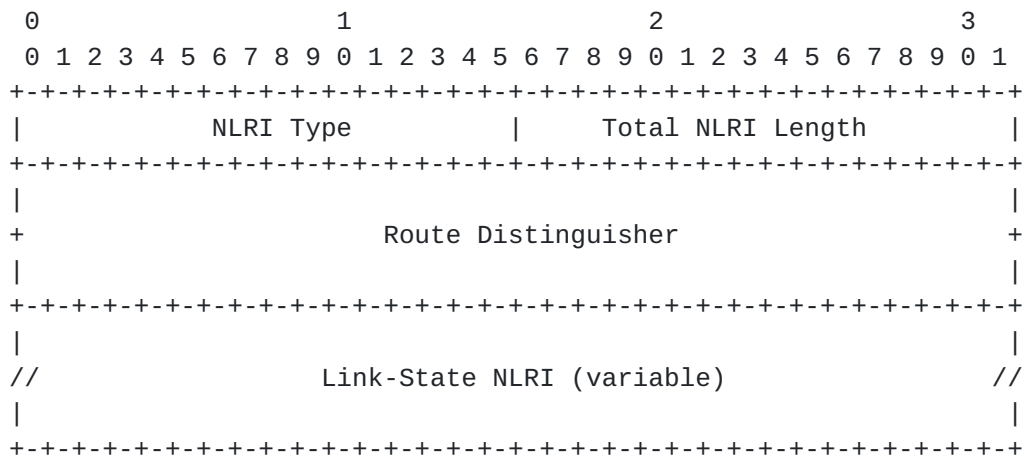 0                   1                   2                   3
 0 1 2 3 4 5 6 7 8 9 0 1 2 3 4 5 6 7 8 9 0 1 2 3 4 5 6 7 8 9 0 1
+-+-+-+-+-+-+-+-+-+-+-+-+-+-+-+-+-+-+-+-+-+-+-+-+-+-+-+-+-+-+-+-+
|            NLRI Type          |     Total NLRI Length         |
+-+-+-+-+-+-+-+-+-+-+-+-+-+-+-+-+-+-+-+-+-+-+-+-+-+-+-+-+-+-+-+-+
|                                                               |
+                       Route Distinguisher                     +
|                                                               |
+-+-+-+-+-+-+-+-+-+-+-+-+-+-+-+-+-+-+-+-+-+-+-+-+-+-+-+-+-+-+-+-+
|                                                               |
//                  Link-State NLRI (variable)                 //
|                                                               |
+-+-+-+-+-+-+-+-+-+-+-+-+-+-+-+-+-+-+-+-+-+-+-+-+-+-+-+-+-+-+-+-+